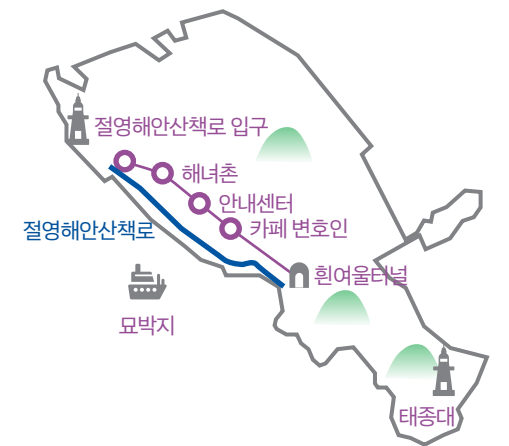 절영해안산책로 입구
해녀촌
안내센터
카페 변호인
절영해안산책로
흰여울터널
묘박지
태종대